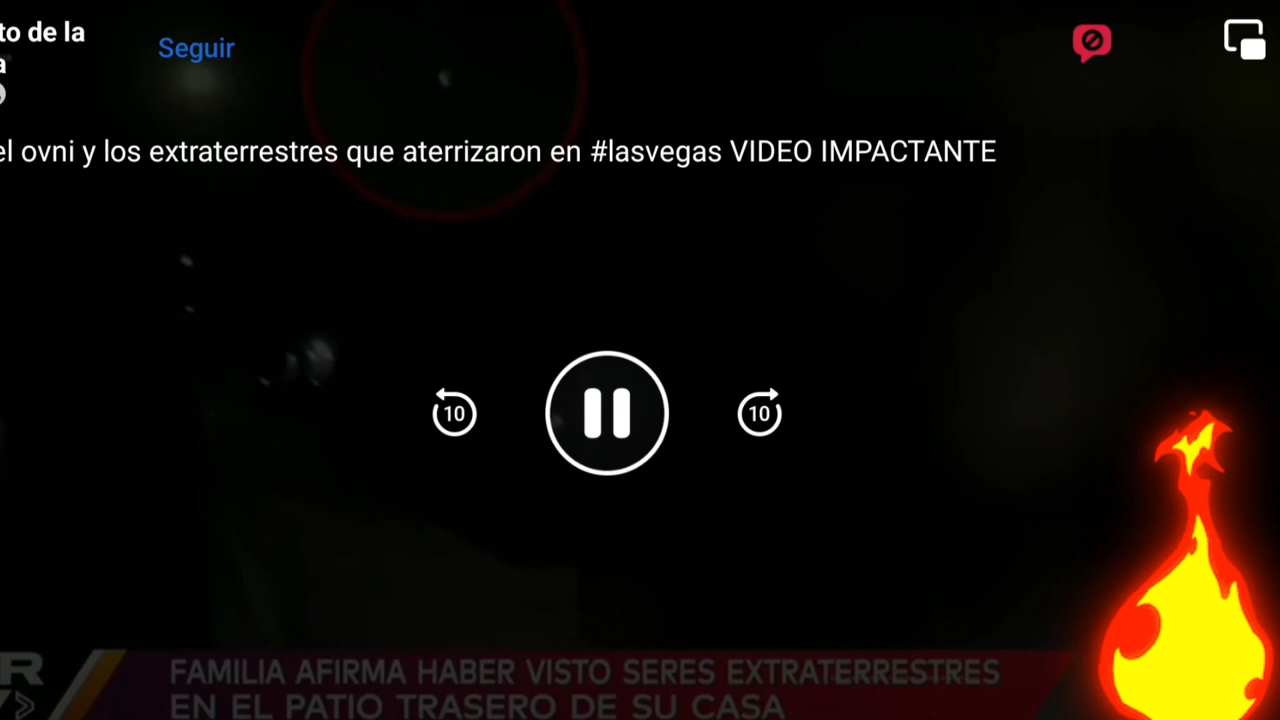 to de la
a
Seguir
el ovni y los extraterrestres que aterrizaron en #lasvegas VIDEO IMPACTANTE
10
10
R
FAMILIA AFIRMA HABER VISTO SERES EXTRATERRESTRES
EN EL PATIO TRASERO DE SU CASA